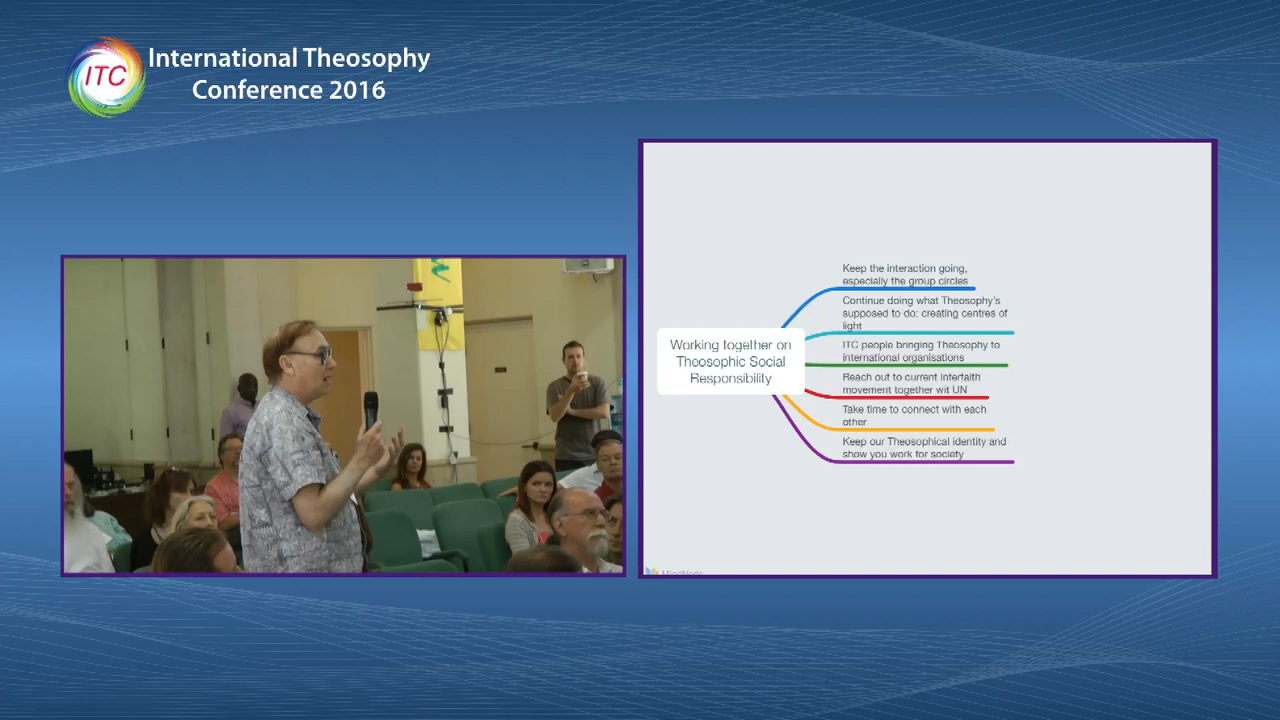 International Theosophy
Conference 2016
ITC
Working together on
Theosophic Social
Responsibility
Keep the interaction going,
especially the group circles
Continue doing what Theosophy's
supposed to do: creating centres of
light
ITC people bringing Theosophy to
international organisations
Reach out to current interfaith
movement together wit UN
Take time to connect with each
other
Keep our Theosophical identity and
show you work for society
MindNode